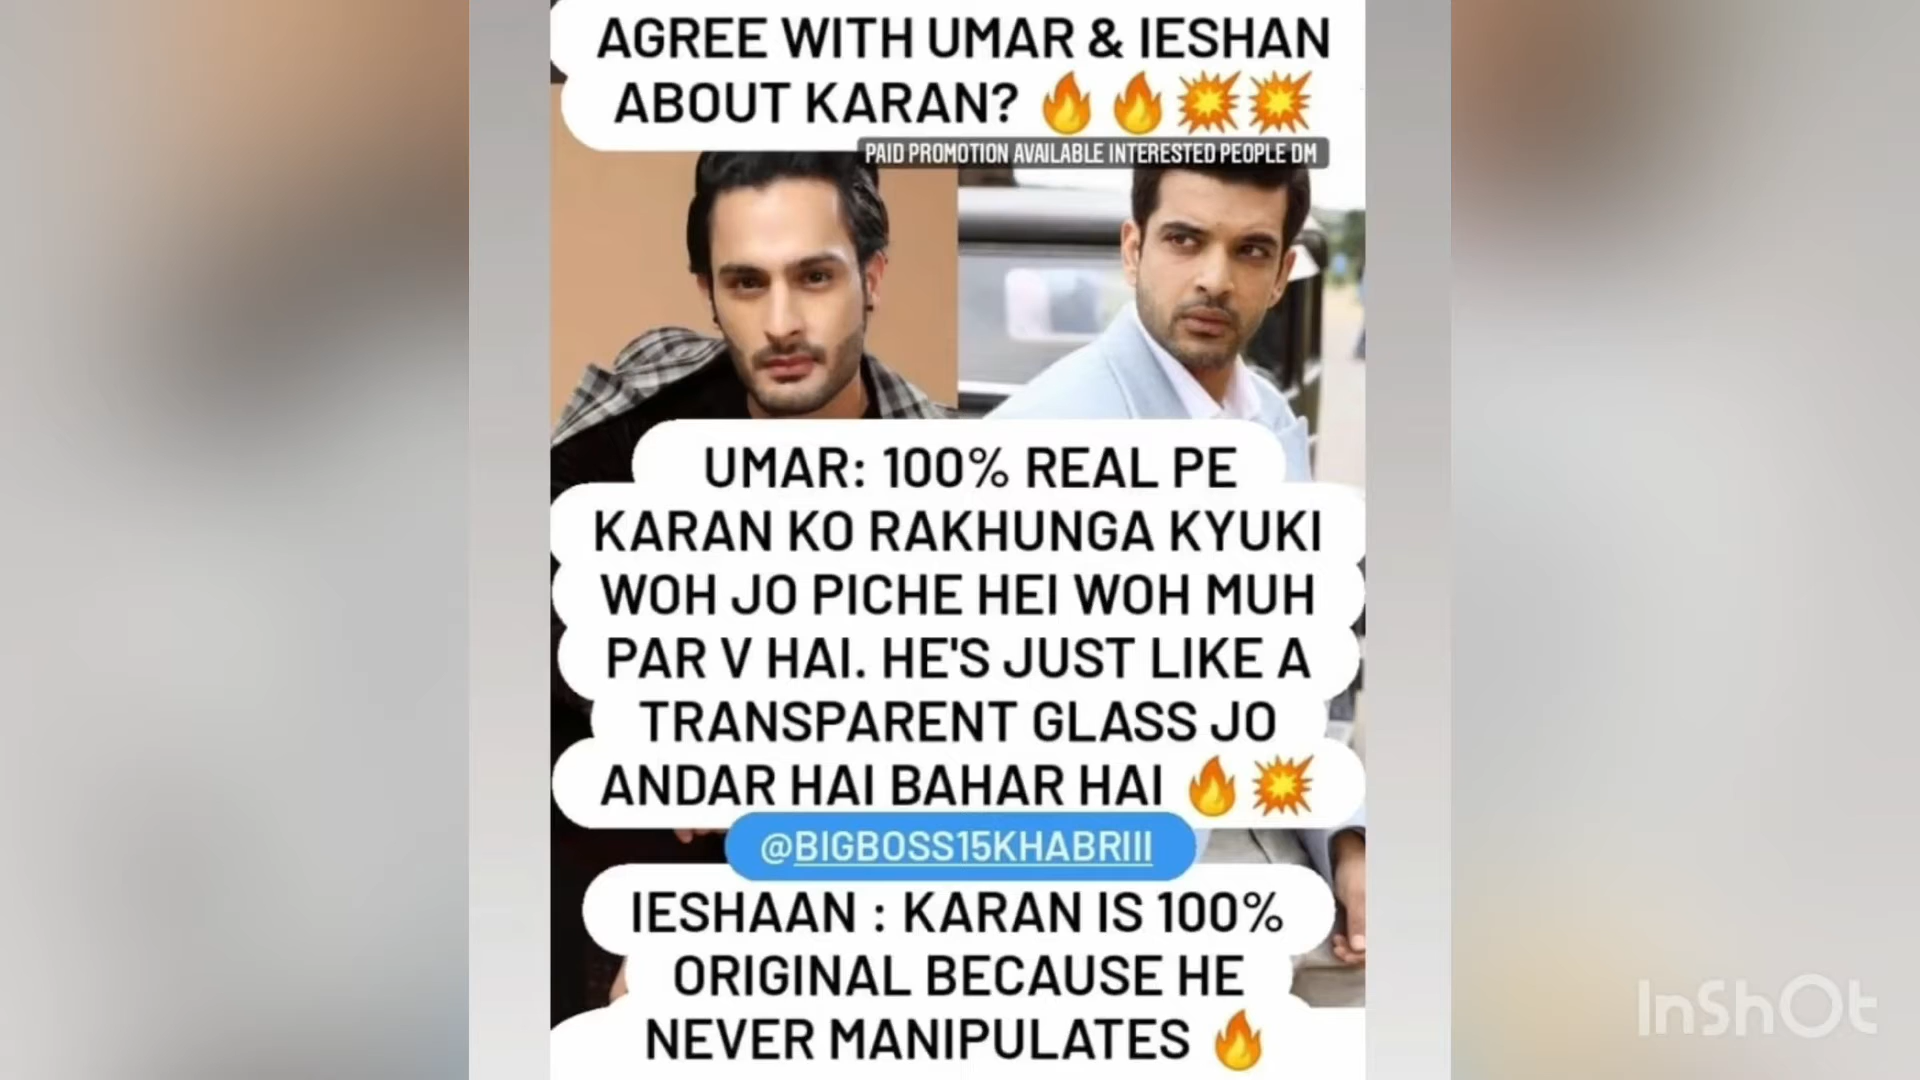 AGREE WITH UMAR & IESHAN
ABOUT KARAN? 🔥🔥💥💥
PAID PROMOTION AVAILABLE INTERESTED PEOPLE DM
UMAR: 100% REAL PE
KARAN KO RAKHUNGA KYUKI
WOH JO PICHE HEI WOH MUH
PAR V HAI. HE'S JUST LIKE A
TRANSPARENT GLASS JO
ANDAR HAI BAHAR HAI 🔥💥
@BIGBOSS15KHABRIII
IESHAAN : KARAN IS 100%
ORIGINAL BECAUSE HE
NEVER MANIPULATES 🔥
InShOt